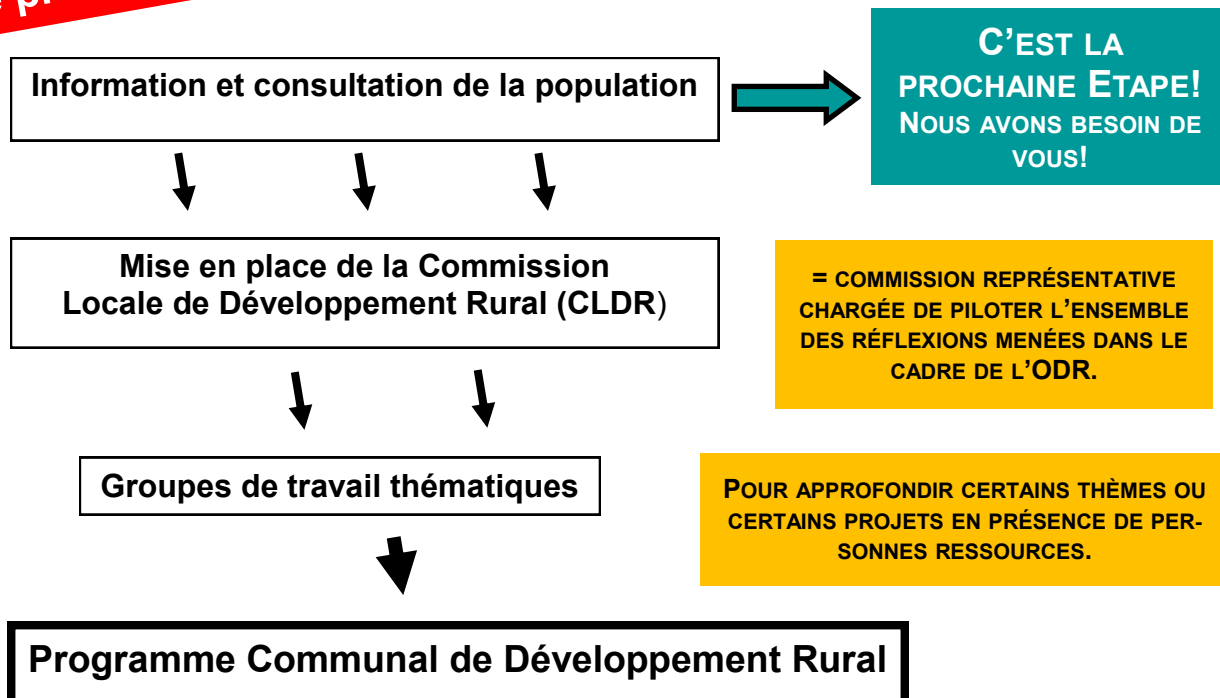 Information et consultation de la population
C'EST LA
PROCHAINE ETAPE!
NOUS AVONS BESOIN DE
VOUS!
Mise en place de la Commission
Locale de Développement Rural (CLDR)
= COMMISSION REPRÉSENTATIVE
CHARGÉE DE PILOTER L'ENSEMBLE
DES RÉFLEXIONS MENÉES DANS LE
CADRE DE L'ODR.
Groupes de travail thématiques
POUR APPROFONDIR CERTAINS THÈMES OU
CERTAINS PROJETS EN PRÉSENCE DE PER-
SONNES RESSOURCES.
Programme Communal de Développement Rural